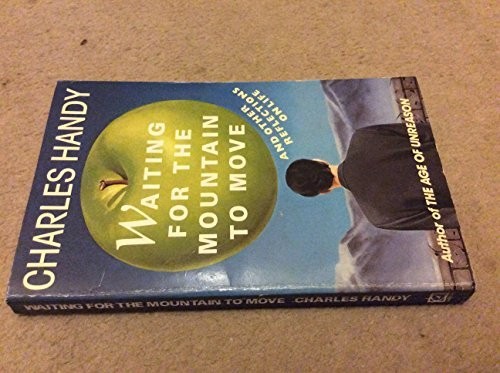 CHARLES HANDY
WAITING
FOR THE
MOUNTAIN
TO MOVE
AND OTHER
REFLECTIONS
ON LIFE
Author of THE AGE OF UNREASON
WAITING FOR THE MOUNTAIN TO MOVE CHARLES HANDY